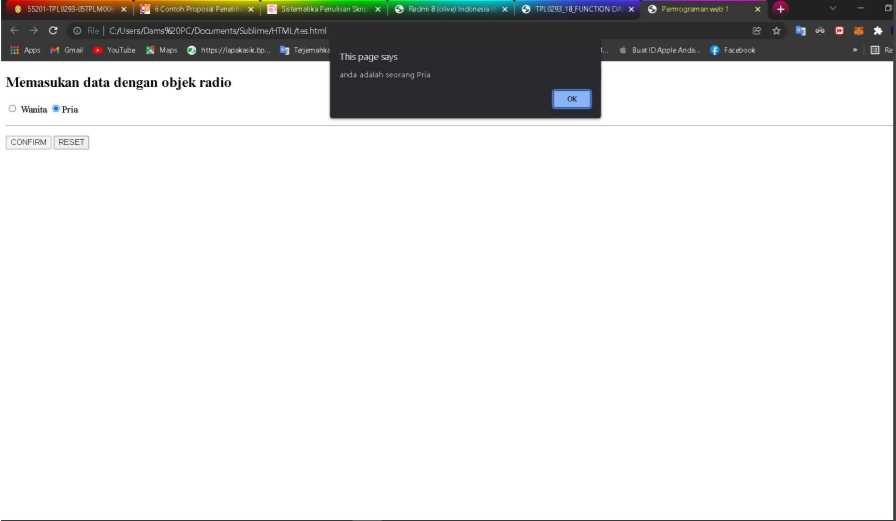 55201-TPL0293-05TPLM00
6 Contoh Proposal Peneliti
Sistematika Penulisan Skrip
Redmi 8 (olive) Indonesia
TPL0293_18_FUNCTION DA
Pemrograman web 1
File | C:/Users/Dams%20PC/Documents/Sublime/HTML/tes.html
Apps Gmail YouTube Maps https://lapakasik.bp... Terjemahka Buat ID Apple Anda... Facebook » Re
This page says
anda adalah seorang Pria
OK
Memasukan data dengan objek radio
Wanita Pria
CONFIRM RESET